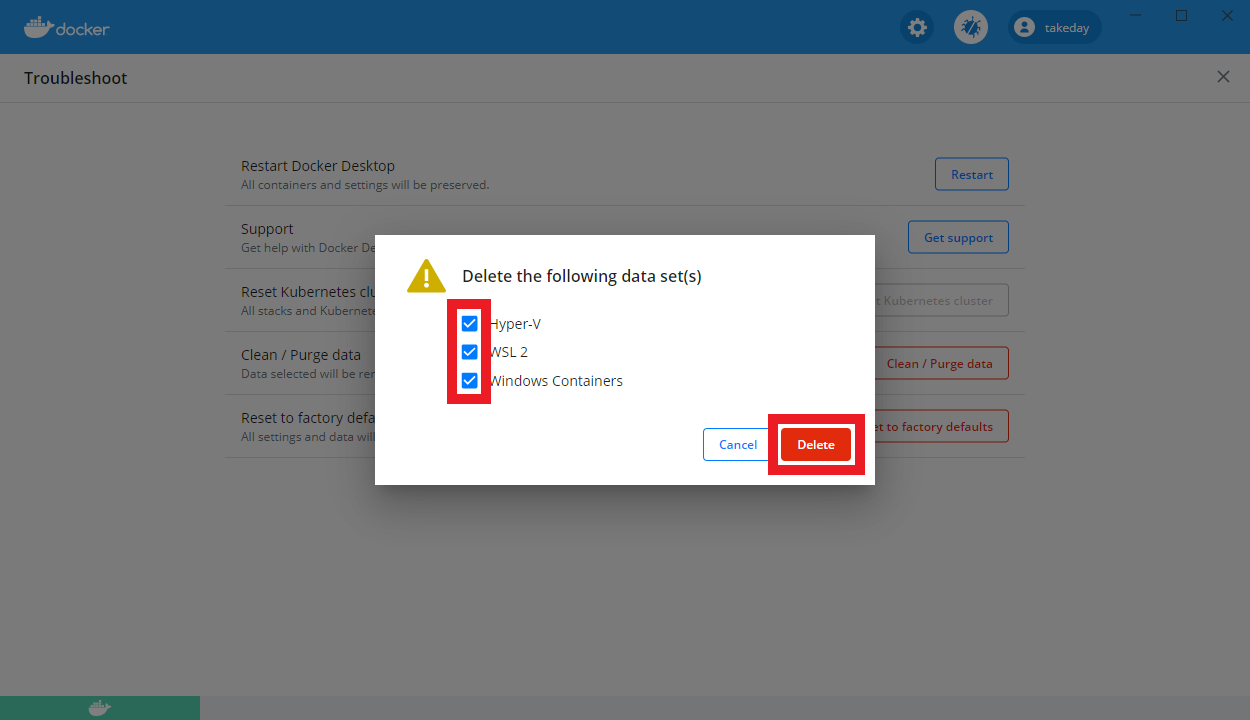 docker
takeday
Troubleshoot
Restart Docker Desktop
All containers and settings will be preserved.
Restart
Support
Get help with Docker De
Get support
Reset Kubernetes clu
All stacks and Kubernete
t Kubernetes cluster
Clean / Purge data
Data selected will be rer
Clean / Purge data
Reset to factory defa
All settings and data will
et to factory defaults
Delete the following data set(s)
Hyper-V
WSL 2
Windows Containers
Cancel
Delete